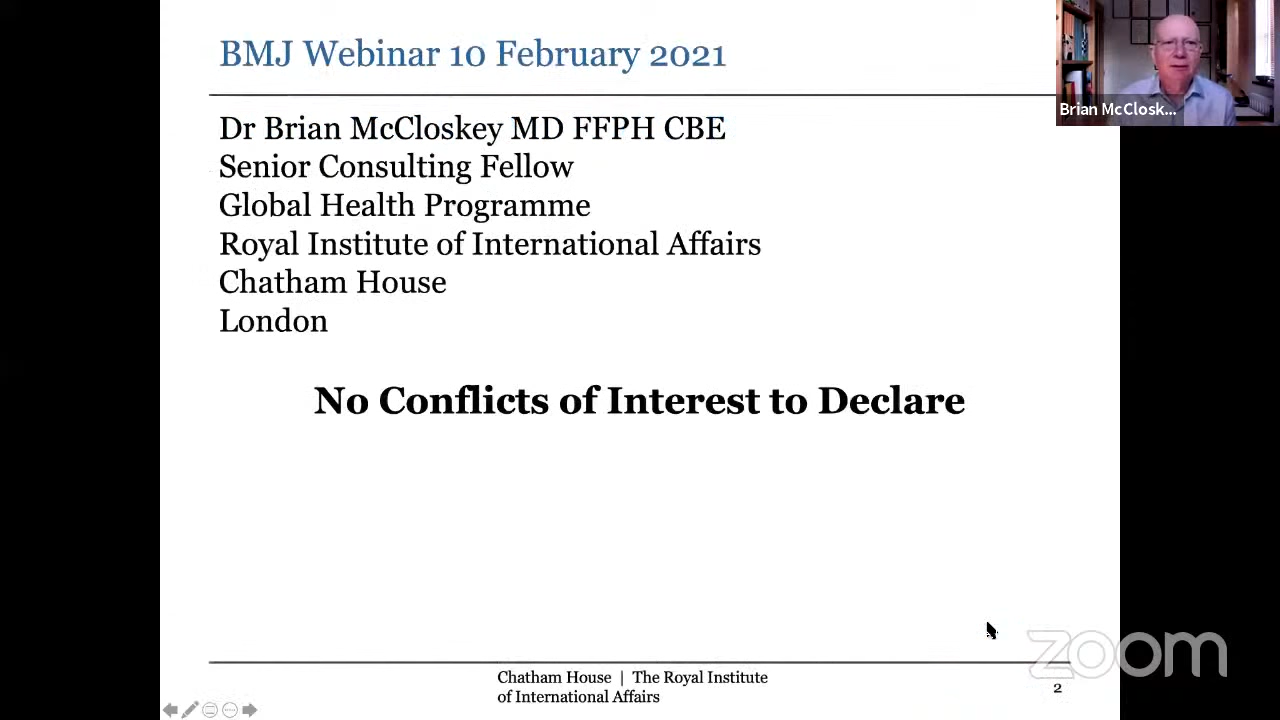 BMJ Webinar 10 February 2021
Brian McClosk...
Dr Brian McCloskey MD FFPH CBE
Senior Consulting Fellow
Global Health Programme
Royal Institute of International Affairs
Chatham House
London
No Conflicts of Interest to Declare
zoom
Chatham House | The Royal Institute
of International Affairs
2